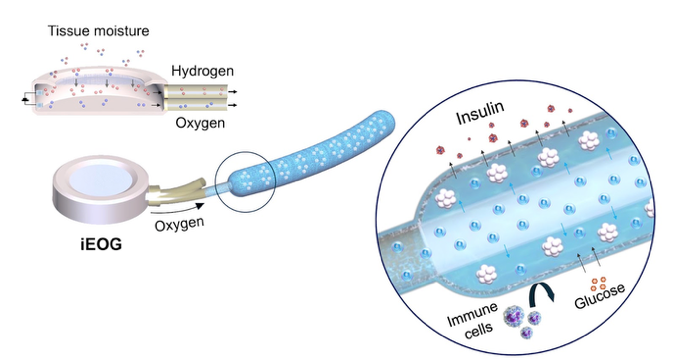 Tissue moisture
Hydrogen
Oxygen
Oxygen
iEOG
Insulin
Immune
cells
Glucose